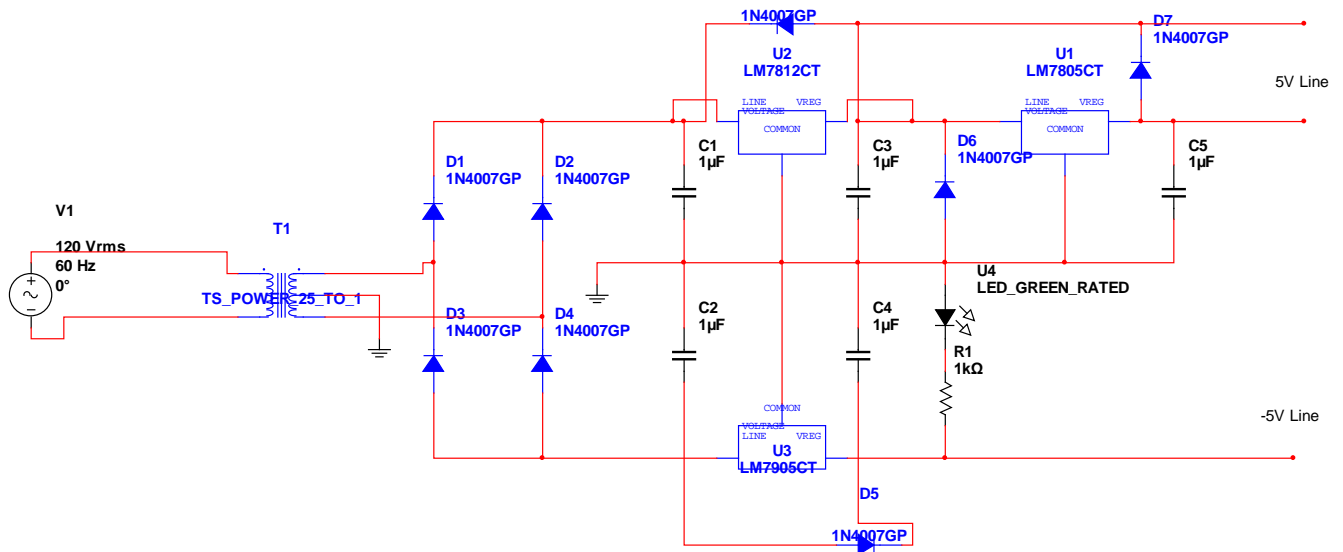 1N4007GP
D7
1N4007GP
U2
LM7812CT
U1
LM7805CT
5V Line
LINE VREG
VOLTAGE
COMMON
LINE VREG
VOLTAGE
COMMON
C1
1µF
C3
1µF
D6
1N4007GP
C5
1µF
D1
1N4007GP
D2
1N4007GP
V1
120 Vrms
60 Hz
0°
T1
TS_POWER_25_TO_1
U4
LED_GREEN_RATED
D3
1N4007GP
D4
1N4007GP
C2
1µF
C4
1µF
R1
1kΩ
COMMON
VOLTAGE
LINE VREG
U3
LM7905CT
-5V Line
D5
1N4007GP